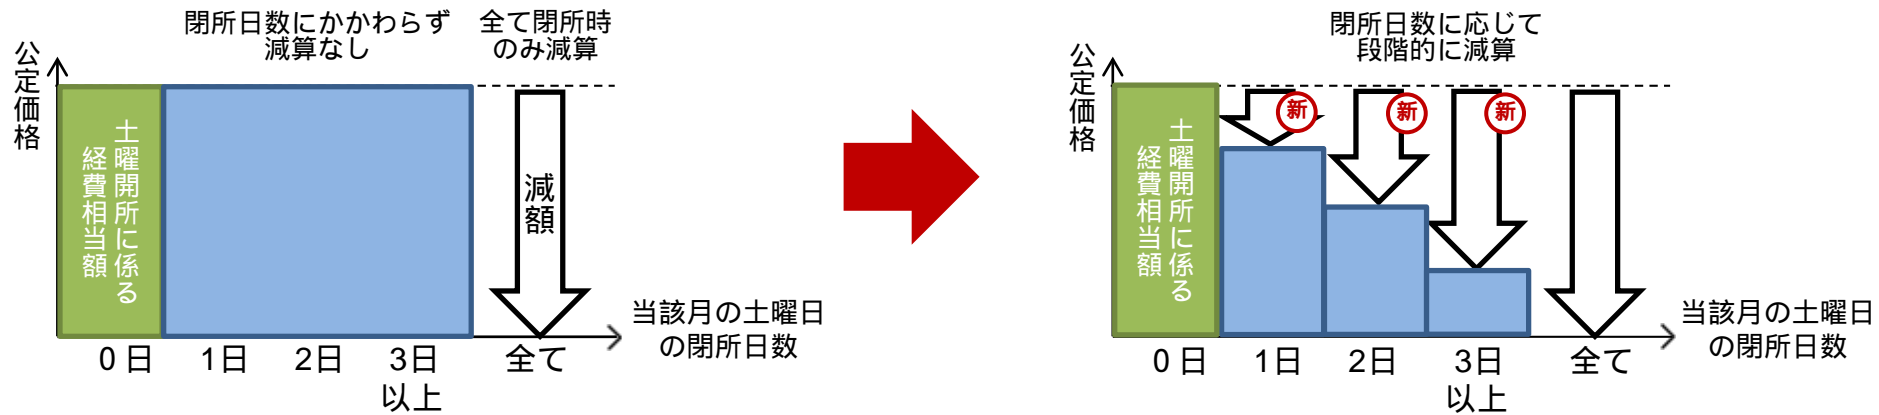 閉所日数にかかわらず
減算なし
全て閉所時
のみ減算
公定価格
土曜開所に係る
経費相当額
減額
0日
1日
2日
3日
以上
全て
当該月の土曜日
の閉所日数
閉所日数に応じて
段階的に減算
公定価格
土曜開所に係る
経費相当額
新
新
新
0日
1日
2日
3日
以上
全て
当該月の土曜日
の閉所日数